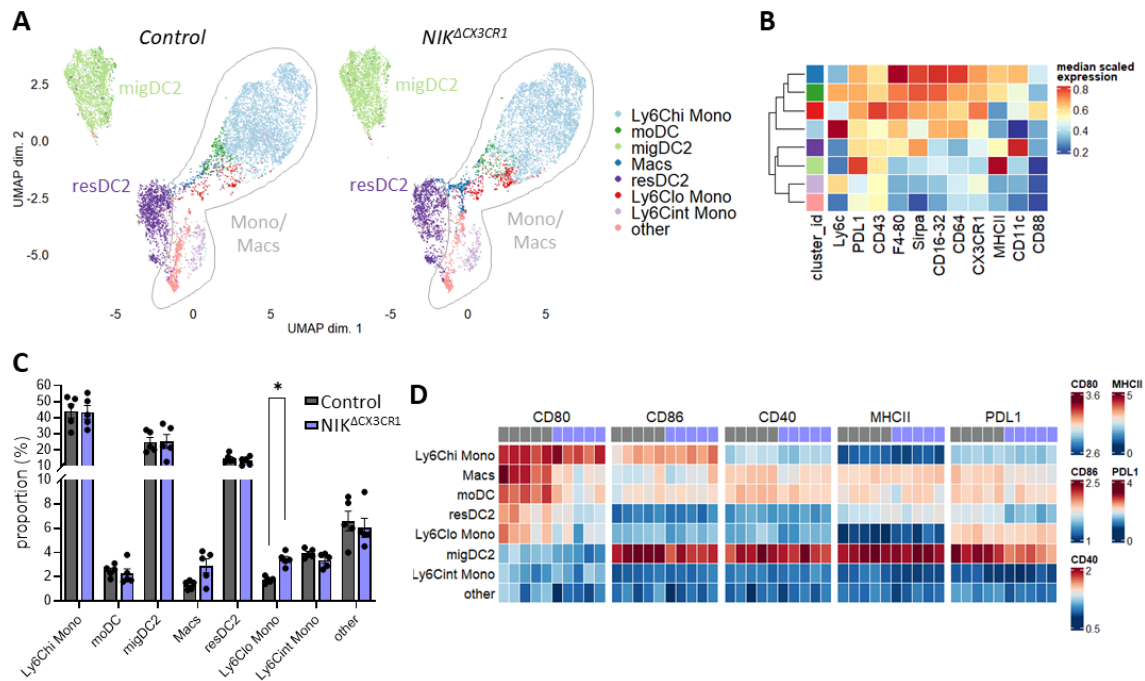 A
Control
NIKΔCX3CR1
migDC2
migDC2
resDC2
resDC2
Mono/
Macs
Mono/
Macs
UMAP dim. 2
2.5
0.0
-2.5
-5.0
-5
0
5
-5
0
5
UMAP dim. 1
Ly6Chi Mono
moDC
migDC2
Macs
resDC2
Ly6Clo Mono
Ly6Cint Mono
other
B
median scaled
expression
0.8
0.6
0.4
0.2
cluster_id
Ly6c
PDL1
CD43
F4-80
Sirpa
CD16-32
CD64
CX3CR1
MHCII
CD11c
CD88
C
proportion (%)
60
50
40
30
20
10
10
8
6
4
2
0
*
Control
NIKΔCX3CR1
Ly6Chi Mono
moDC
migDC2
Macs
resDC2
Ly6Clo Mono
Ly6Cint Mono
other
D
CD80
CD86
CD40
MHCII
PDL1
Ly6Chi Mono
Macs
moDC
resDC2
Ly6Clo Mono
migDC2
Ly6Cint Mono
other
CD80
3.6
2.6
MHCII
5
1
CD86
2.5
1
PDL1
4
0
CD40
2
0.5